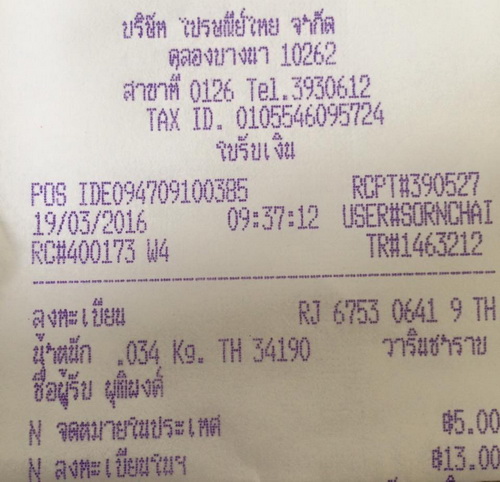 บริษัท ไปรษณีย์ไทย จำกัด
คลองบางนา 10262
สาขาที่ 0126 Tel.3930612
TAX ID. 0105546095724
ใบรับเงิน
POS IDE094709100385 RCPT#390527
19/03/2016 09:37:12 USER#SORNCHAI
RC#400173 W4 TR#1463212
ลงทะเบียน RJ 6753 0641 9 TH
น้ำหนัก .034 Kg. TH 34190 วารินชำราบ
ชื่อผู้รับ ผุติพงศ์
N จดหมายในประเทศ ฿5.00
N ลงทะเบียนในฯ ฿13.00